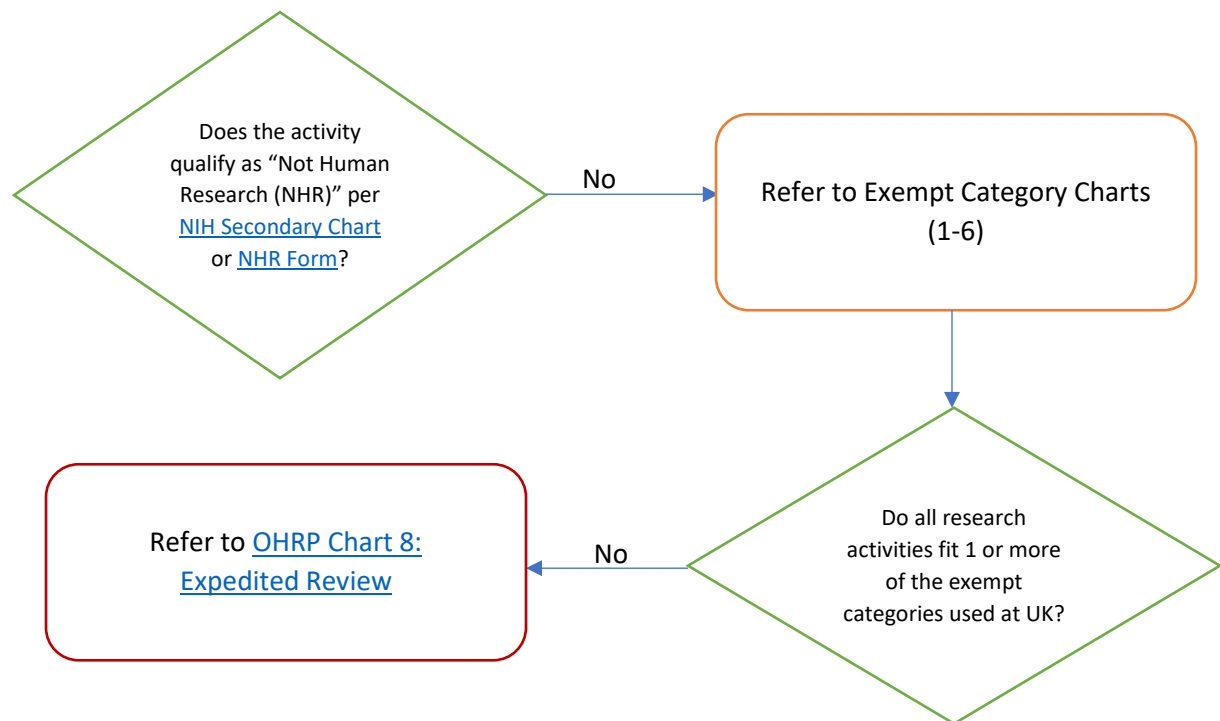 Does the activity
qualify as “Not Human
Research (NHR)” per
NIH Secondary Chart
or NHR Form?
No
Refer to Exempt Category Charts
(1-6)
Do all research
activities fit 1 or more
of the exempt
categories used at UK?
No
Refer to OHRP Chart 8:
Expedited Review